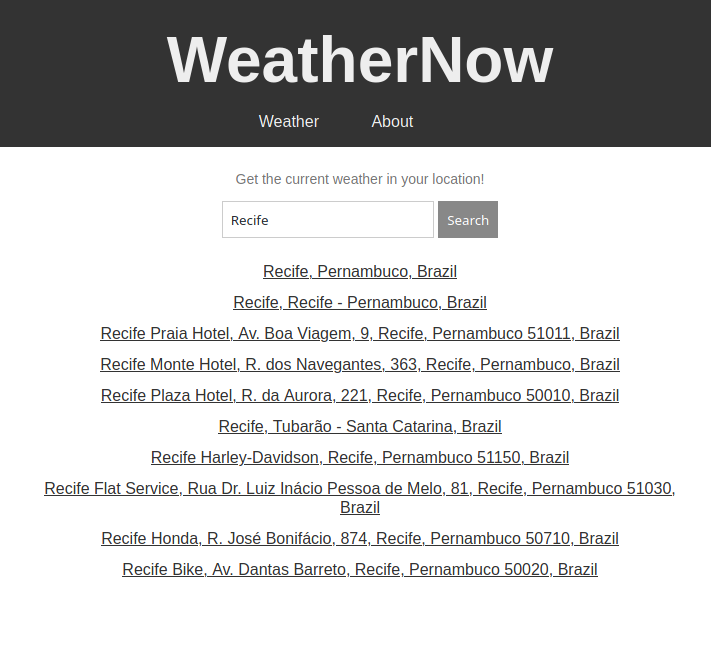 WeatherNow
Weather About
Get the current weather in your location!
Recife Search
Recife, Pernambuco, Brazil
Recife, Recife - Pernambuco, Brazil
Recife Praia Hotel, Av. Boa Viagem, 9, Recife, Pernambuco 51011, Brazil
Recife Monte Hotel, R. dos Navegantes, 363, Recife, Pernambuco, Brazil
Recife Plaza Hotel, R. da Aurora, 221, Recife, Pernambuco 50010, Brazil
Recife, Tubarão - Santa Catarina, Brazil
Recife Harley-Davidson, Recife, Pernambuco 51150, Brazil
Recife Flat Service, Rua Dr. Luiz Inácio Pessoa de Melo, 81, Recife, Pernambuco 51030,
Brazil
Recife Honda, R. José Bonifácio, 874, Recife, Pernambuco 50710, Brazil
Recife Bike, Av. Dantas Barreto, Recife, Pernambuco 50020, Brazil